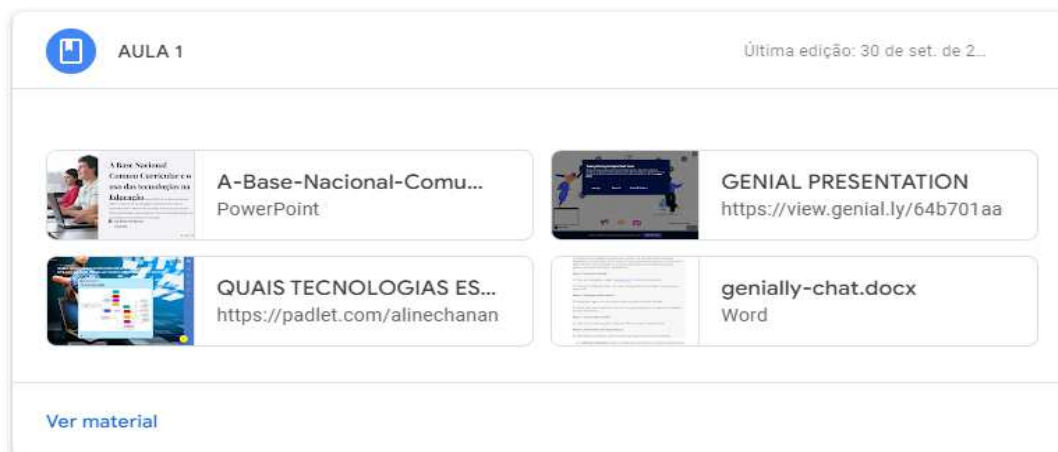 AULA 1
Última edição: 30 de set. de 2...
A Base Nacional
Comum Curricular e o
uso das tecnologias na
Educação
A-Base-Nacional-Comu...
PowerPoint
GENIAL PRESENTATION
https://view.genial.ly/64b701aa
QUAIS TECNOLOGIAS ES...
https://padlet.com/alinechanan
genially-chat.docx
Word
Ver material